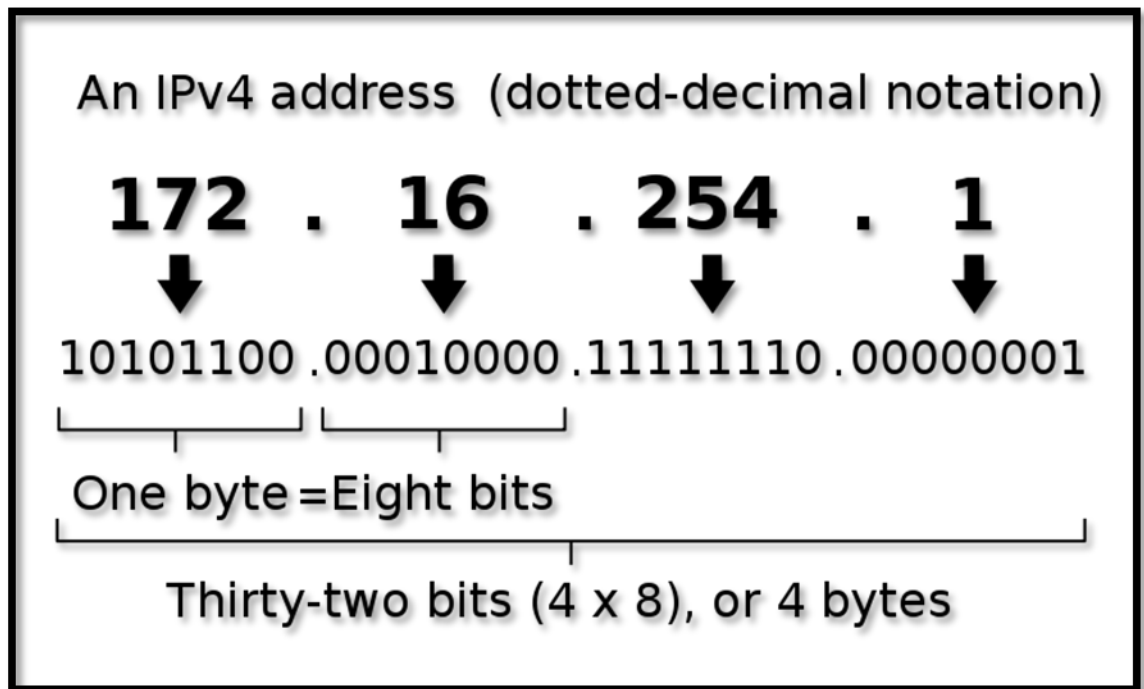 An IPv4 address (dotted-decimal notation)
172 . 16 . 254 . 1
10101100 .00010000 .11111110 .00000001
One byte =Eight bits
Thirty-two bits (4 x 8), or 4 bytes